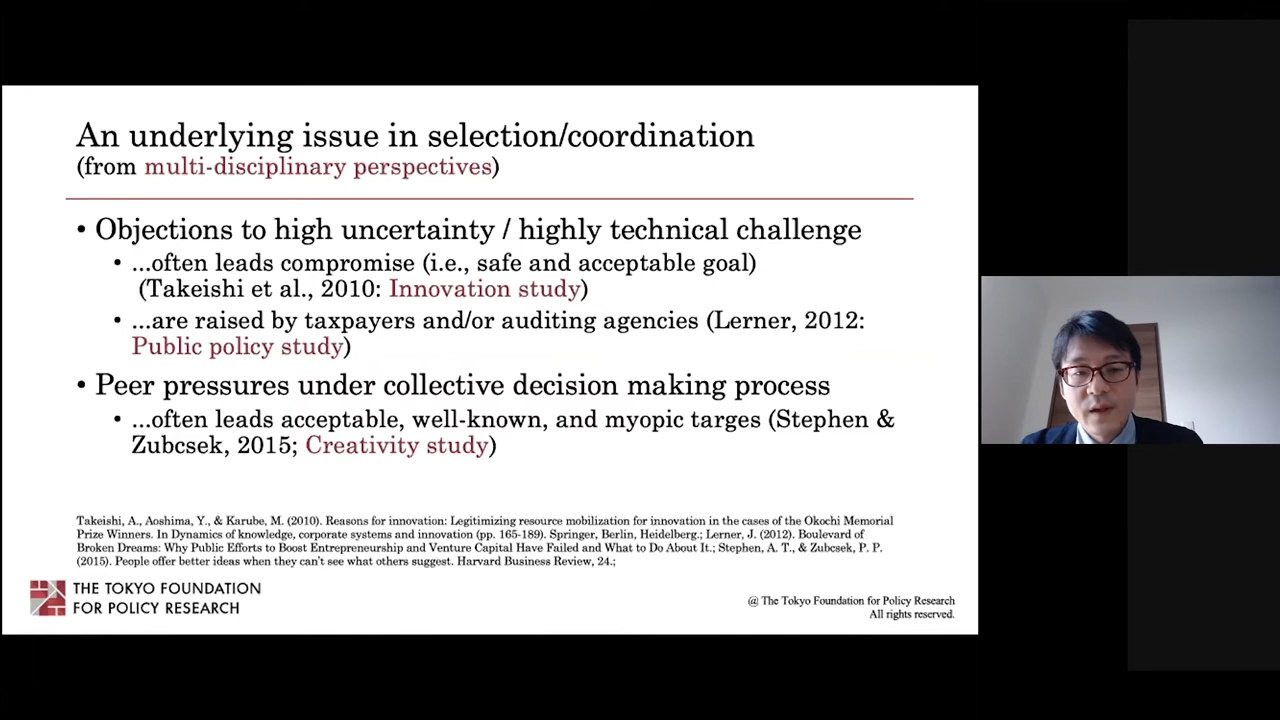 An underlying issue in selection/coordination
(from multi-disciplinary perspectives)
• Objections to high uncertainty / highly technical challenge
• ...often leads compromise (i.e., safe and acceptable goal)
(Takeishi et al., 2010: Innovation study)
• ...are raised by taxpayers and/or auditing agencies (Lerner, 2012:
Public policy study)
• Peer pressures under collective decision making process
• ...often leads acceptable, well-known, and myopic targes (Stephen &
Zubcsek, 2015; Creativity study)
Takeishi, A., Aoshima, Y., & Karube, M. (2010). Reasons for innovation: Legitimizing resource mobilization for innovation in the cases of the Okochi Memorial
Prize Winners. In Dynamics of knowledge, corporate systems and innovation (pp. 165-189). Springer, Berlin, Heidelberg.; Lerner, J. (2012). Boulevard of
Broken Dreams: Why Public Efforts to Boost Entrepreneurship and Venture Capital Have Failed and What to Do About It.; Stephen, A. T., & Zubcsek, P. P.
(2015). People offer better ideas when they can't see what others suggest. Harvard Business Review, 24.;
THE TOKYO FOUNDATION
FOR POLICY RESEARCH
@ The Tokyo Foundation for Policy Research
All rights reserved.